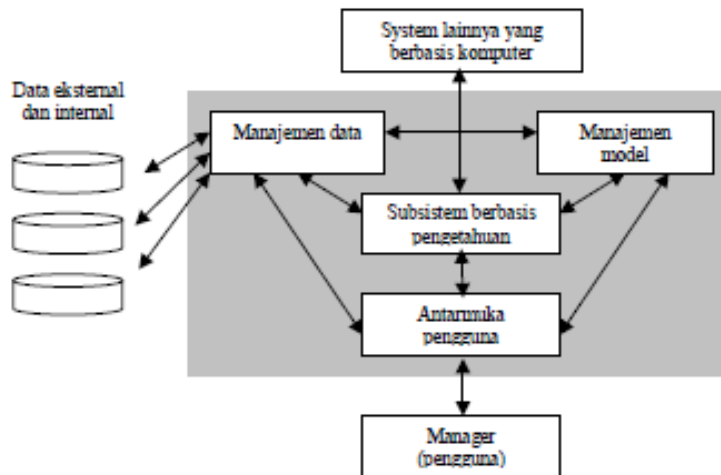 System lainnya yang
berbasis komputer
Data eksternal
dan internal
Manajemen data
Manajemen
model
Subsistem berbasis
pengetahuan
Antarmuka
pengguna
Manager
(pengguna)